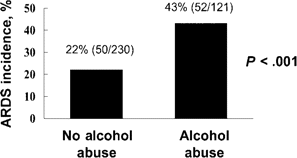 43% (52/121)
50
ARDS incidence, %
40
30
22% (50/230)
P < .001
20
10
0
No alcohol abuse
Alcohol abuse